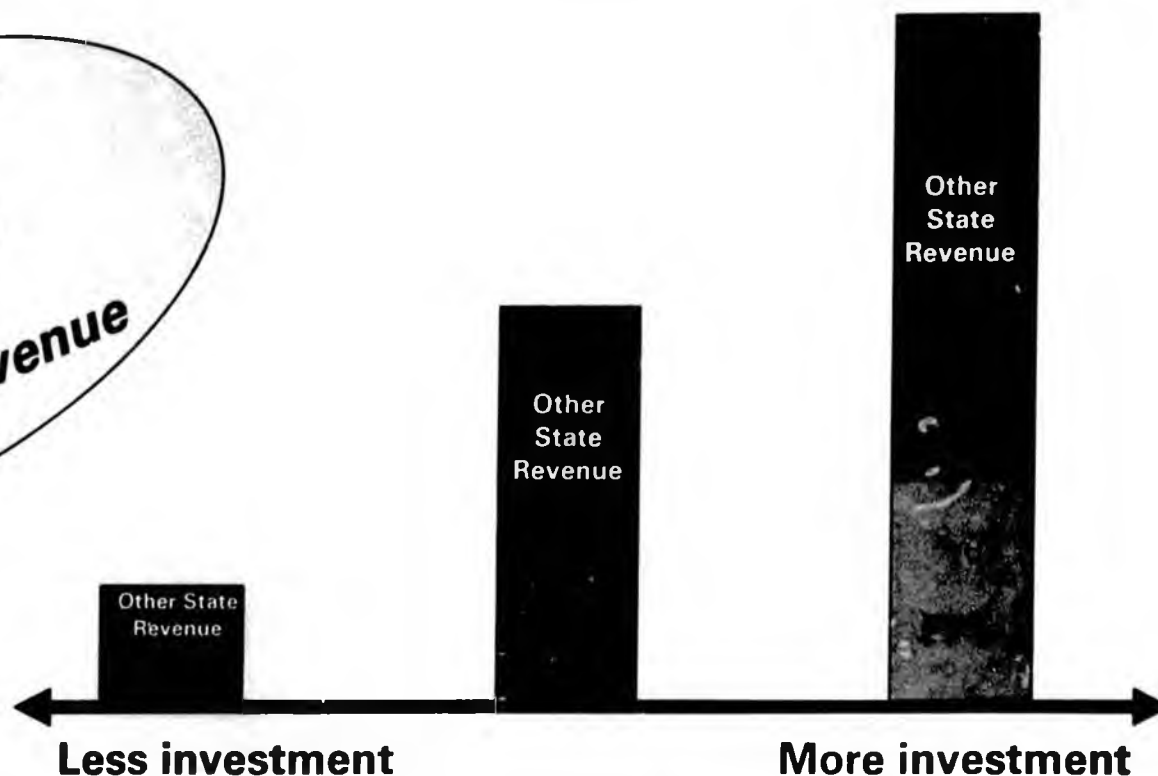 Other
State
Revenue
venue
Other
State
Revenue
Other State
Revenue
Less investment
More investment